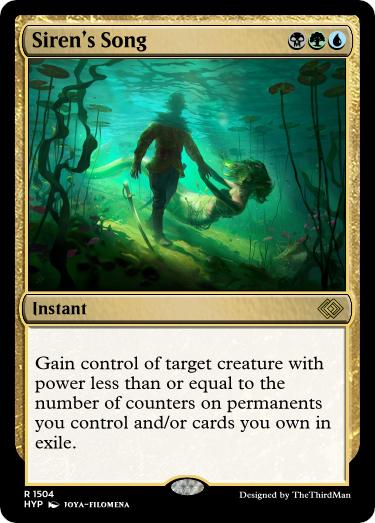 Siren's Song
Instant
Gain control of target creature with
power less than or equal to the
number of counters on permanents
you control and/or cards you own in
exile.
R 1504
HYP JOYA-FILOMENA
Designed by TheThirdMan